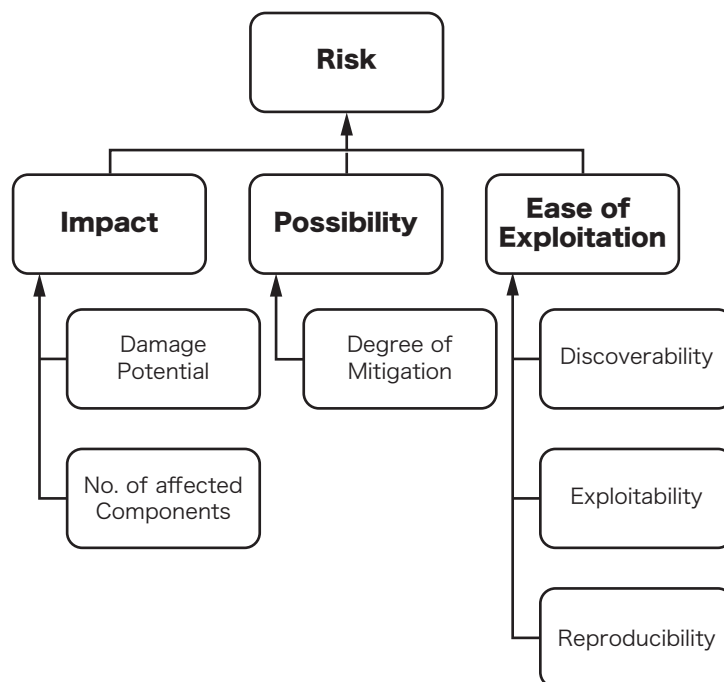 Risk
Impact
Possibility
Ease of
Exploitation
Damage
Potential
Degree of
Mitigation
Discoverability
No. of affected
Components
Exploitability
Reproducibility